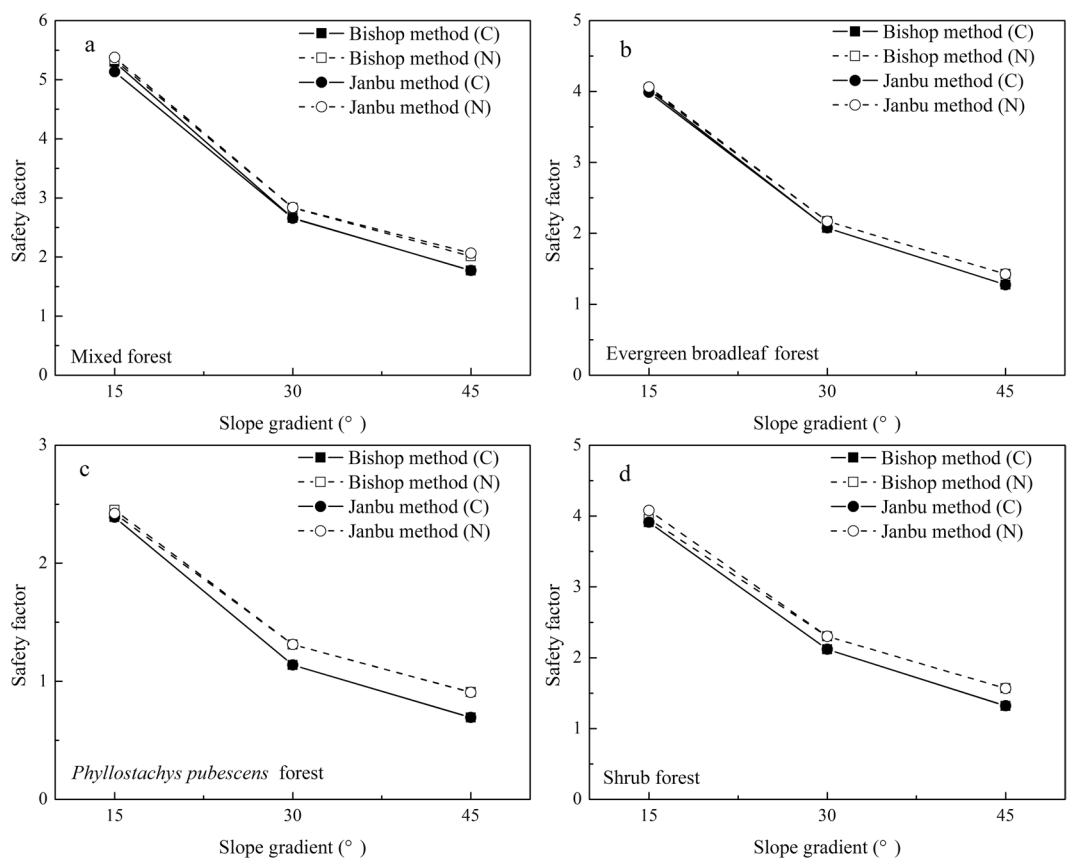 6
5
4
3
2
1
0
Safety factor
a
Bishop method (C)
Bishop method (N)
Janbu method (C)
Janbu method (N)
Mixed forest
15
30
45
Slope gradient (°)
5
4
3
2
1
0
Safety factor
b
Bishop method (C)
Bishop method (N)
Janbu method (C)
Janbu method (N)
Evergreen broadleaf forest
15
30
45
Slope gradient (°)
3
2
1
0
Safety factor
c
Bishop method (C)
Bishop method (N)
Janbu method (C)
Janbu method (N)
Phyllostachys pubescens forest
15
30
45
Slope gradient (° )
5
4
3
2
1
0
Safety factor
d
Bishop method (C)
Bishop method (N)
Janbu method (C)
Janbu method (N)
Shrub forest
15
30
45
Slope gradient (° )